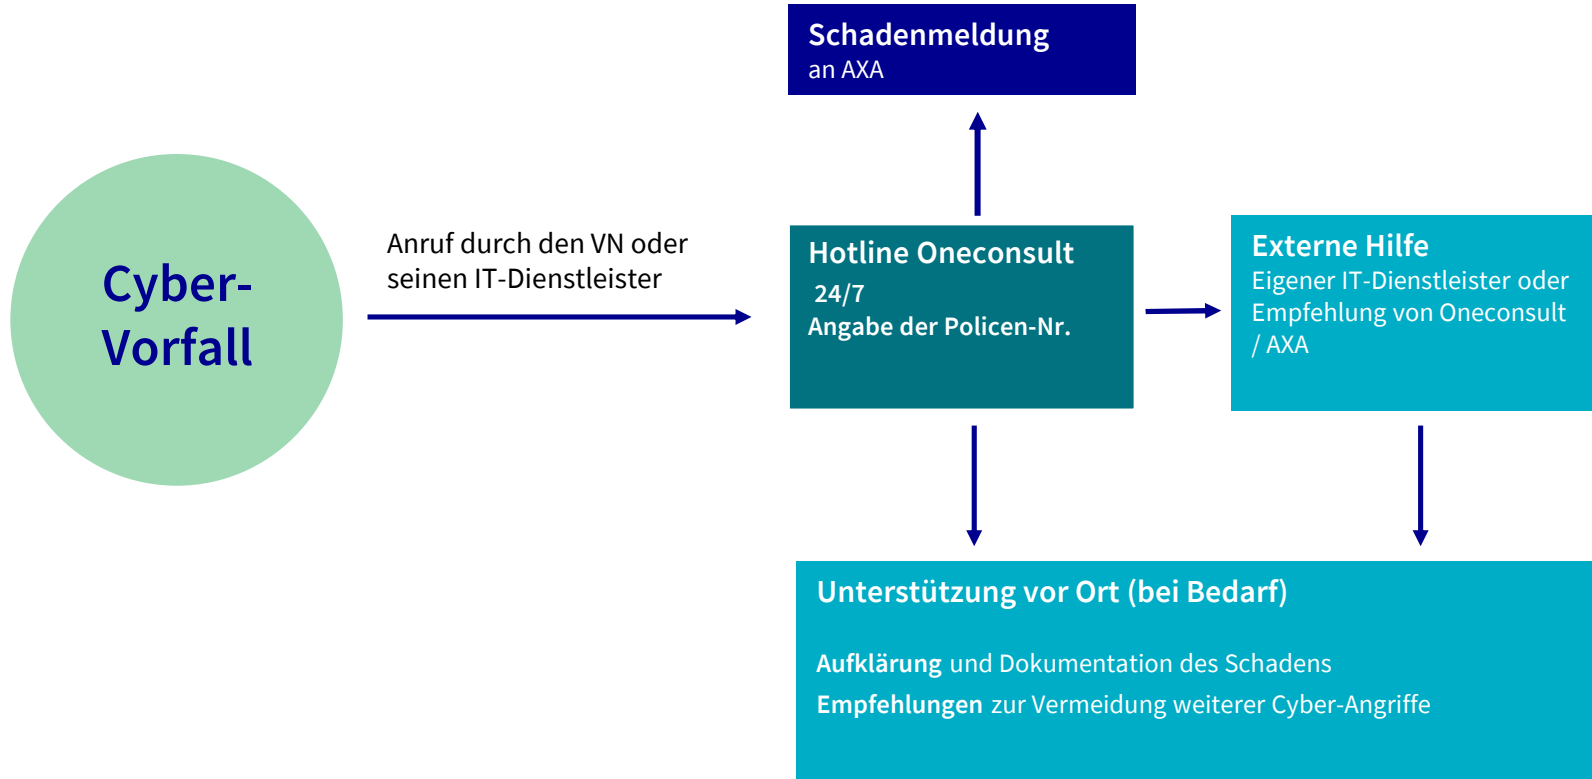 Schadenmeldung
an AXA
Cyber-
Vorfall
Anruf durch den VN oder
seinen IT-Dienstleister
Hotline Oneconsult
24/7
Angabe der Policen-Nr.
Externe Hilfe
Eigener IT-Dienstleister oder
Empfehlung von Oneconsult
/ AXA
Unterstützung vor Ort (bei Bedarf)
Aufklärung und Dokumentation des Schadens
Empfehlungen zur Vermeidung weiterer Cyber-Angriffe